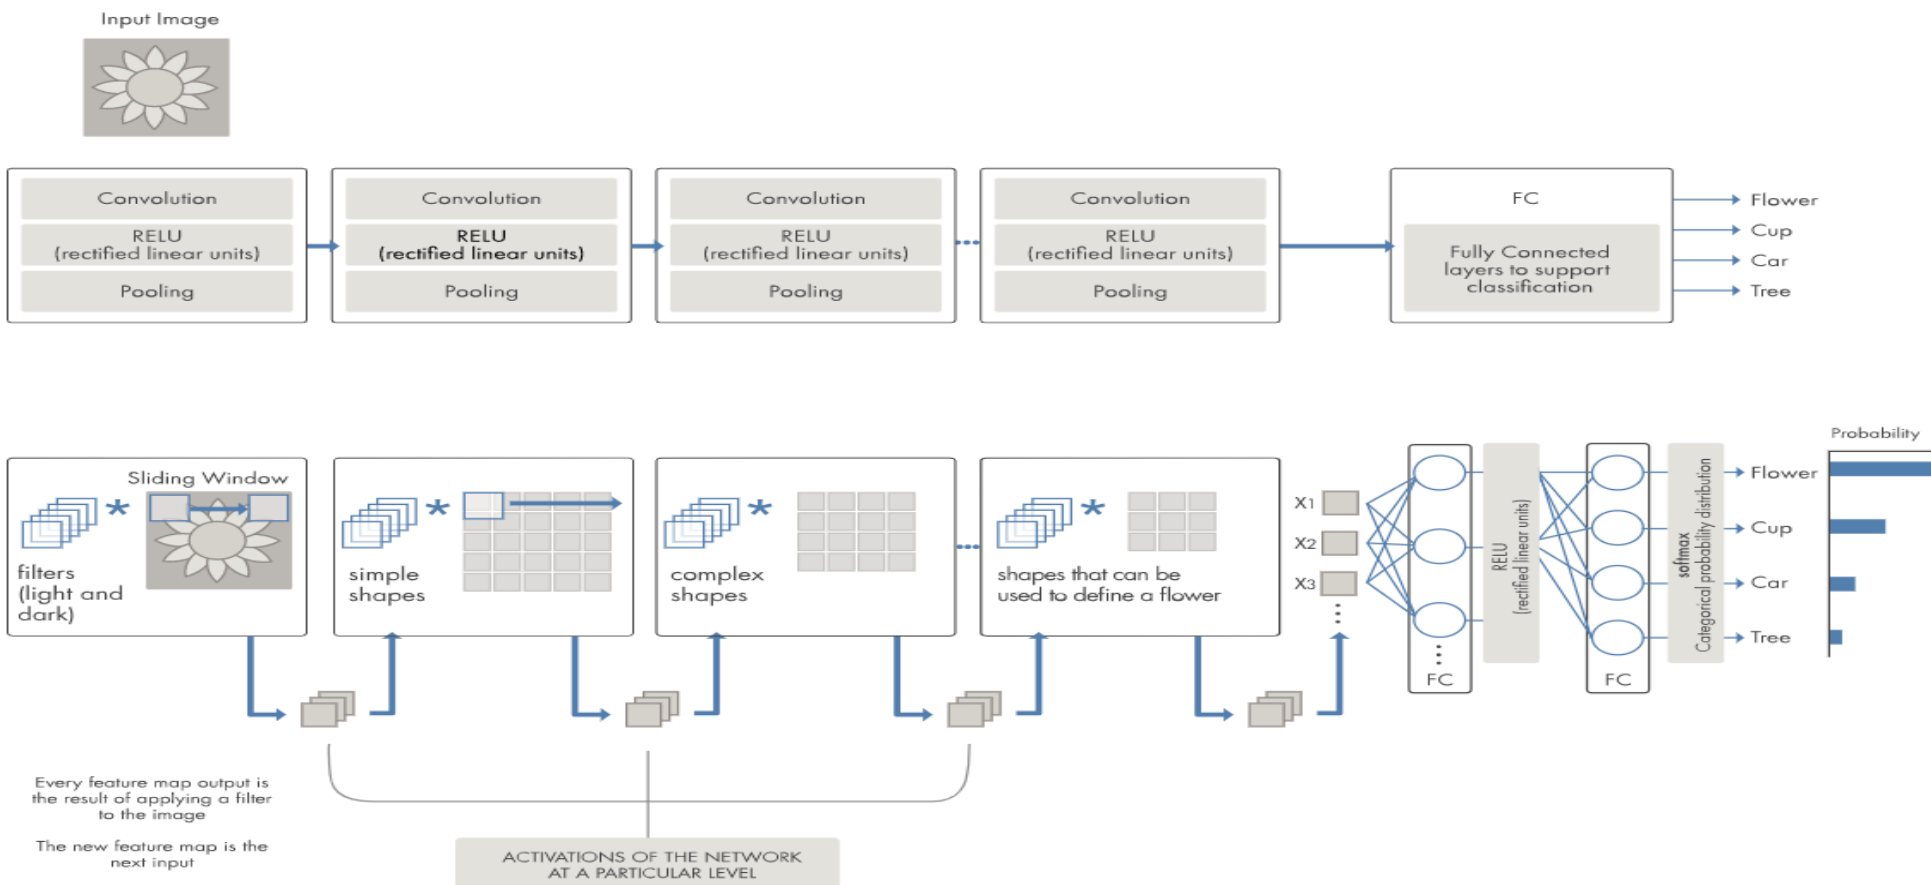 Input Image
Convolution
RELU
(rectified linear units)
Pooling
Convolution
RELU
(rectified linear units)
Pooling
Convolution
RELU
(rectified linear units)
Pooling
Convolution
RELU
(rectified linear units)
Pooling
FC
Fully Connected
layers to support
classification
Flower
Cup
Car
Tree
Sliding Window
*
filters
(light and
dark)
*
simple
shapes
*
complex
shapes
*
shapes that can be
used to define a flower
X1
X2
X3
FC
RELU
(rectified linear units)
FC
softmax
Categorical probability distribution
Flower
Cup
Car
Tree
Probability
Every feature map output is
the result of applying a filter
to the image
The new feature map is the
next input
ACTIVATIONS OF THE NETWORK
AT A PARTICULAR LEVEL